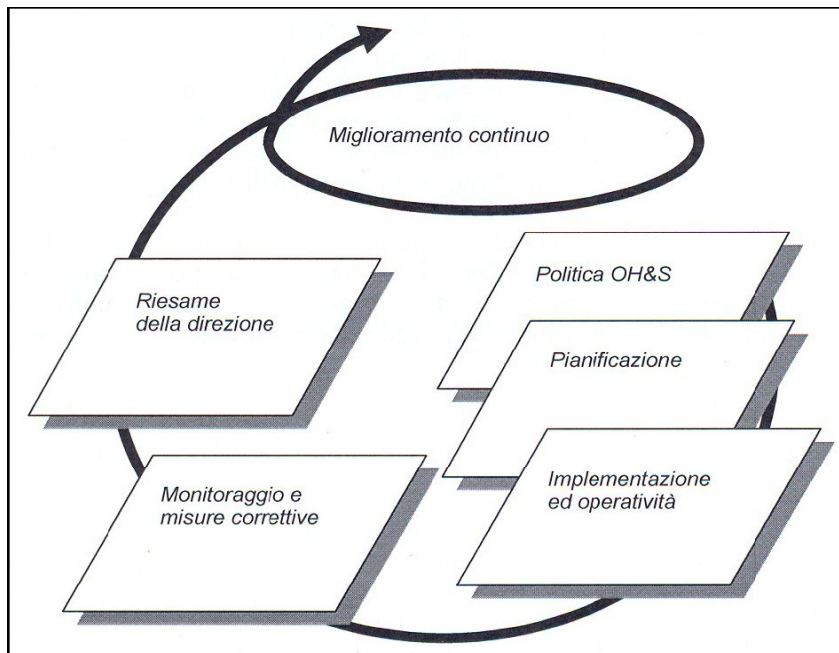 Miglioramento continuo
Politica OH&S
Pianificazione
Implementazione
ed operatività
Monitoraggio e
misure correttive
Riesame
della direzione